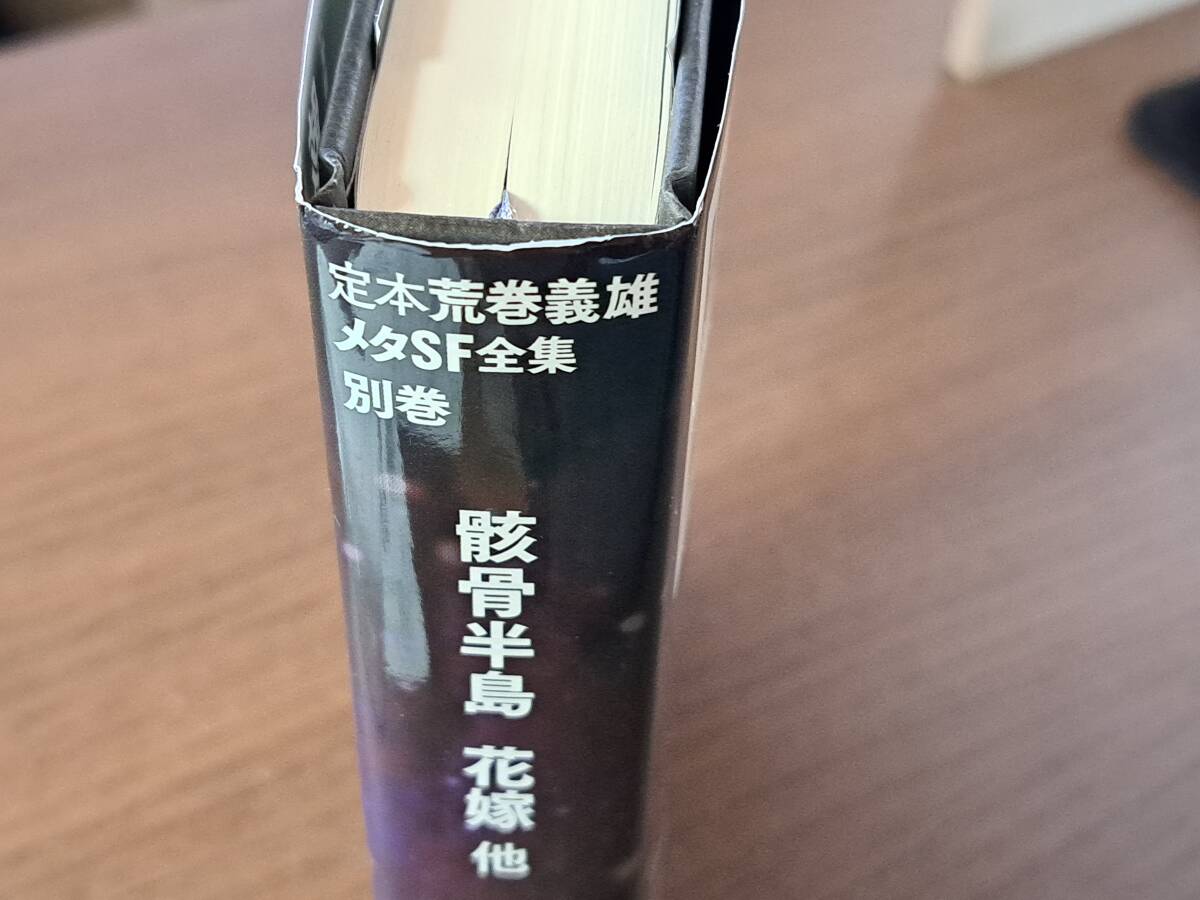 定本荒巻義雄
メタSF全集
別巻
骸骨半島
花嫁
他